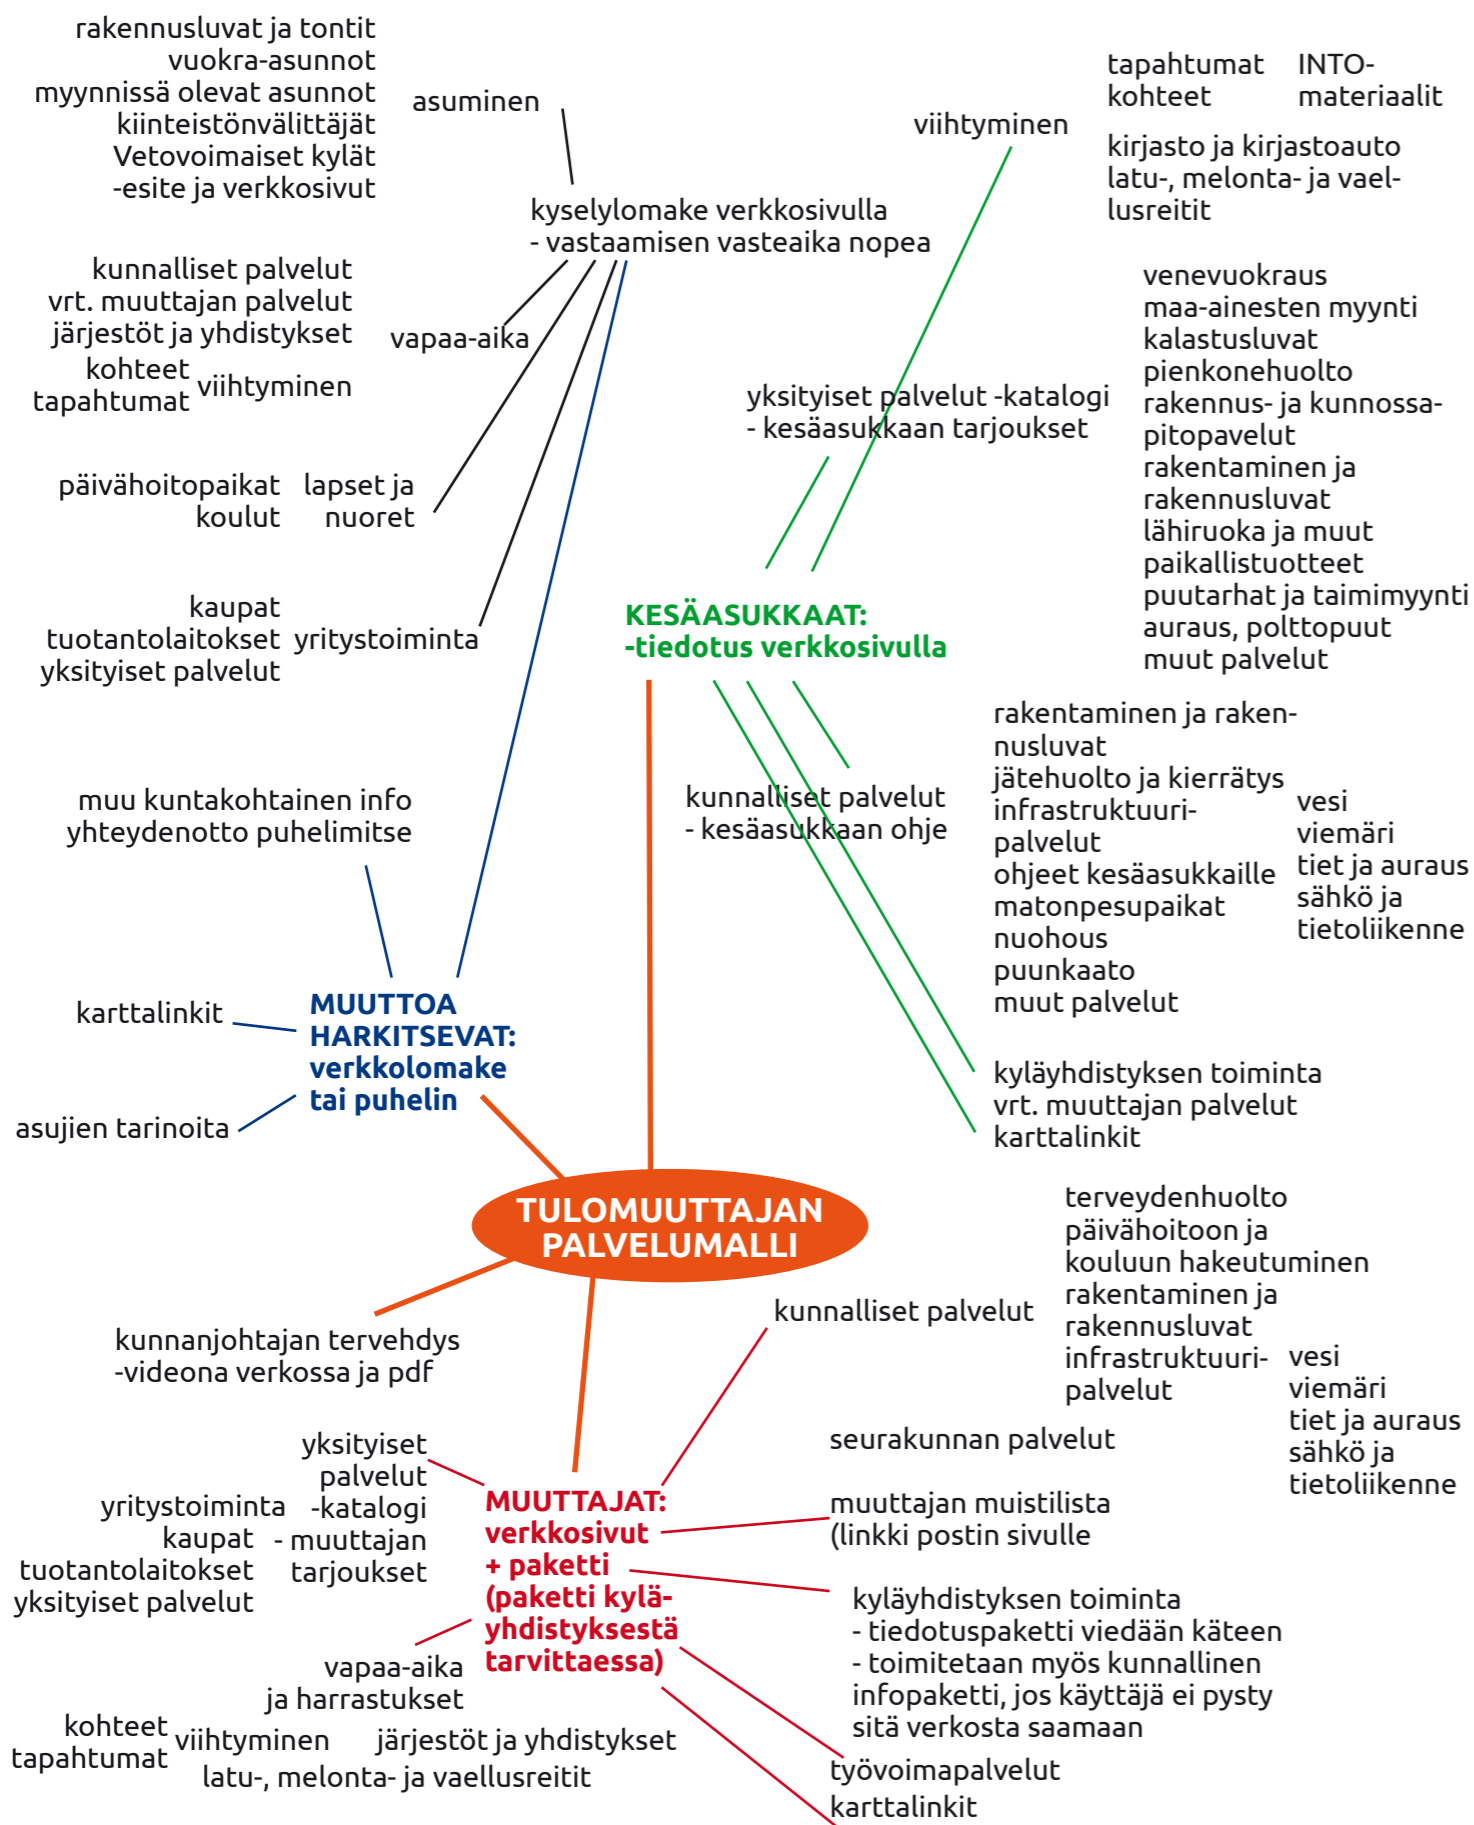 rakennusluvat ja tontit
vuokra-asunnot
myynnissä olevat asunnot
kiinteistönvälittäjät
Vetovoimaiset kylät
-esite ja verkkosivut
asuminen
kyselylomake verkkosivulla
- vastaamisen vasteaika nopea
kunnalliset palvelut
vrt. muuttajan palvelut
järjestöt ja yhdistykset
kohteet
tapahtumat
viihtyminen
vapaa-aika
päivähoitopaikat
koulut
lapset ja
nuoret
kaupat
tuotantolaitokset
yksityiset palvelut
yritystoiminta
viihtyminen
tapahtumat
kohteet
INTO-
materiaalit
kirjasto ja kirjastoauto
latu-, melonta- ja vael-
lusreitit
yksityiset palvelut -katalogi
- kesäasukkaan tarjoukset
venevuokraus
maa-ainesten myynti
kalastusluvat
pienkonehuolto
rakennus- ja kunnossa-
pitopavelut
rakentaminen ja
rakennusluvat
lähiruoka ja muut
paikallistuotteet
puutarhat ja taimimyynti
auraus, polttopuut
muut palvelut
KESÄASUKKAAT:
-tiedotus verkkosivulla
kunnalliset palvelut
- kesäasukkaan ohje
rakentaminen ja raken-
nusluvat
jätehuolto ja kierrätys
infrastruktuuri-
palvelut
ohjeet kesäasukkaille
matonpesupaikat
nuohous
puunkaato
muut palvelut
vesi
viemäri
tiet ja auraus
sähkö ja
tietoliikenne
kyläyhdistyksen toiminta
vrt. muuttajan palvelut
karttalinkit
muu kuntakohtainen info
yhteydenotto puhelimitse
karttalinkit
asujien tarinoita
MUUTTOA
HARKITSEVAT:
verkkolomake
tai puhelin
TULOMUUTTAJAN
PALVELUMALLI
kunnanjohtajan tervehdys
-videona verkossa ja pdf
kunnalliset palvelut
terveydenhuolto
päivähoitoon ja
kouluun hakeutuminen
rakentaminen ja
rakennusluvat
infrastruktuuri-
palvelut
vesi
viemäri
tiet ja auraus
sähkö ja
tietoliikenne
seurakunnan palvelut
muuttajan muistilista
(linkki postin sivulle
yksityiset
palvelut
-katalogi
- muuttajan
tarjoukset
yritystoiminta
kaupat
tuotantolaitokset
yksityiset palvelut
MUUTTAJAT:
verkkosivut
+ paketti
(paketti kylä-
yhdistyksestä
tarvittaessa)
kyläyhdistyksen toiminta
- tiedotuspaketti viedään käteen
- toimitetaan myös kunnallinen
infopaketti, jos käyttäjä ei pysty
sitä verkosta saamaan
vapaa-aika
ja harrastukset
kohteet
tapahtumat
viihtyminen
järjestöt ja yhdistykset
latu-, melonta- ja vaellusreitit
työvoimapalvelut
karttalinkit